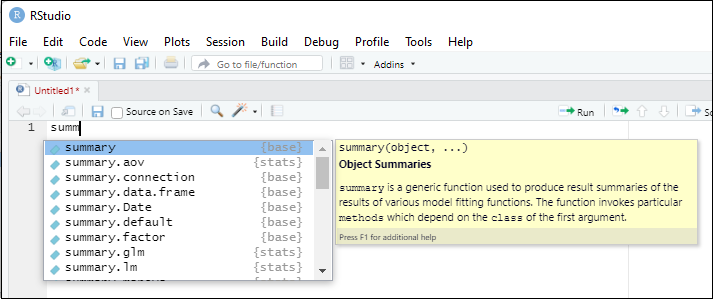 RStudio
File Edit Code View Plots Session Build Debug Profile Tools Help
Go to file/function Addins
Untitled1*
Source on Save Run
1 summ
summary {base}
summary.aov {stats}
summary.connection {base}
summary.data.frame {base}
summary.Date {base}
summary.default {base}
summary.factor {base}
summary.glm {stats}
summary.lm {stats}
summary(object, ...)
Object Summaries
summary is a generic function used to produce result summaries of the
results of various model fitting functions. The function invokes particular
methods which depend on the class of the first argument.
Press F1 for additional help